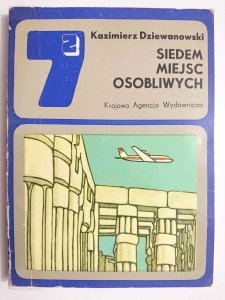 Kazimierz Dziewanowski
SIEDEM
MIEJSC
OSOBLIWYCH
Krajowa Agencja Wydawnicza
7
z